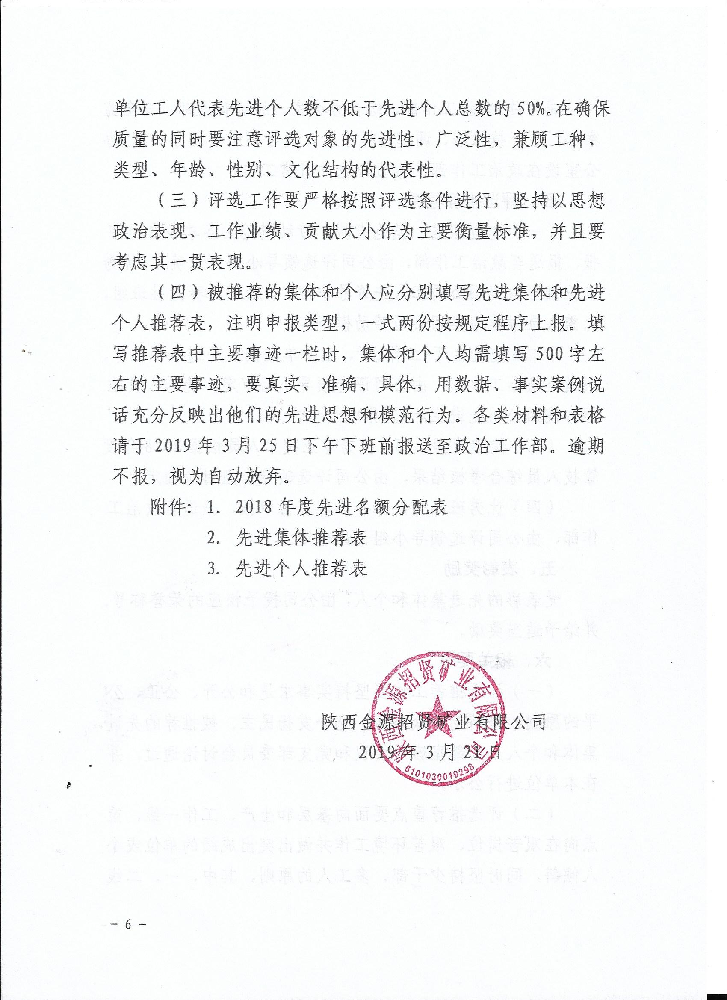 单位工人代表先进个人数不低于先进个人总数的 50%。在确保
质量的同时要注意评选对象的先进性、广泛性，兼顾工种、
类型、年龄、性别、文化结构的代表性。
（三）评选工作要严格按照评选条件进行，坚持以思想
政治表现、工作业绩、贡献大小作为主要衡量标准，并且要
考虑其一贯表现。
（四）被推荐的集体和个人应分别填写先进集体和先进
个人推荐表，注明申报类型，一式两份按规定程序上报。填
写推荐表中主要事迹一栏时，集体和个人均需填写 500 字左
右的主要事迹，要真实、准确、具体，用数据、事实案例说
话充分反映出他们的先进思想和模范行为。各类材料和表格
请于 2019 年 3 月 25 日下午下班前报送至政治工作部。逾期
不报，视为自动放弃。
附件：1. 2018 年度先进名额分配表
2. 先进集体推荐表
3. 先进个人推荐表
陕西金源招贤矿业有限公司
陕西金源招贤矿业有限公司
2019 年 3 月 21 日
6101030019298
- 6 -